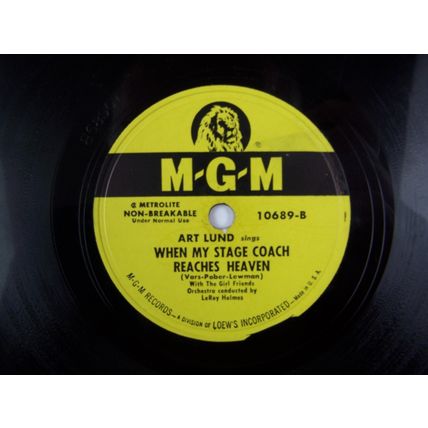 M-G-M
@ METROLITE
NON-BREAKABLE
Under Normal Use
10689-B
ART LUND sings
WHEN MY STAGE COACH
REACHES HEAVEN
(Vars-Pober-Lewman)
With The Girl Friends
Orchestra conducted by
LeRoy Holmes
M-G-M RECORDS—A DIVISION OF LOEW'S INCORPORATED—Made in U. S. A.